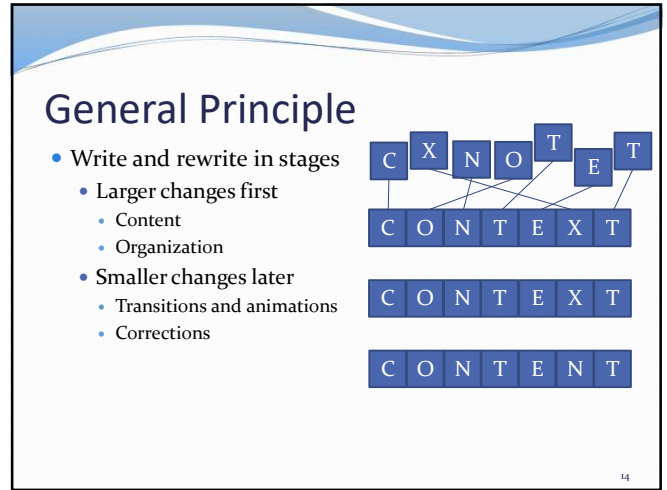 General Principle
• Write and rewrite in stages
• Larger changes first
• Content
• Organization
• Smaller changes later
• Transitions and animations
• Corrections
C X N O T E T
C O N T E X T
C O N T E X T
C O N T E N T
14